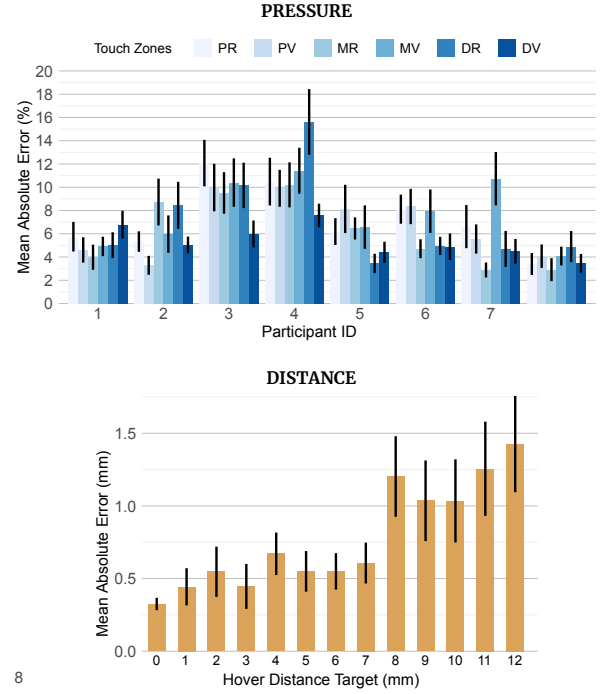 PRESSURE
Touch Zones PR PV MR MV DR DV
Mean Absolute Error (%)
20
18
16
14
12
10
8
6
4
2
0
1 2 3 4 5 6 7
Participant ID
DISTANCE
Mean Absolute Error (mm)
1.5
1.0
0.5
0.0
0 1 2 3 4 5 6 7 8 9 10 11 12
Hover Distance Target (mm)
8